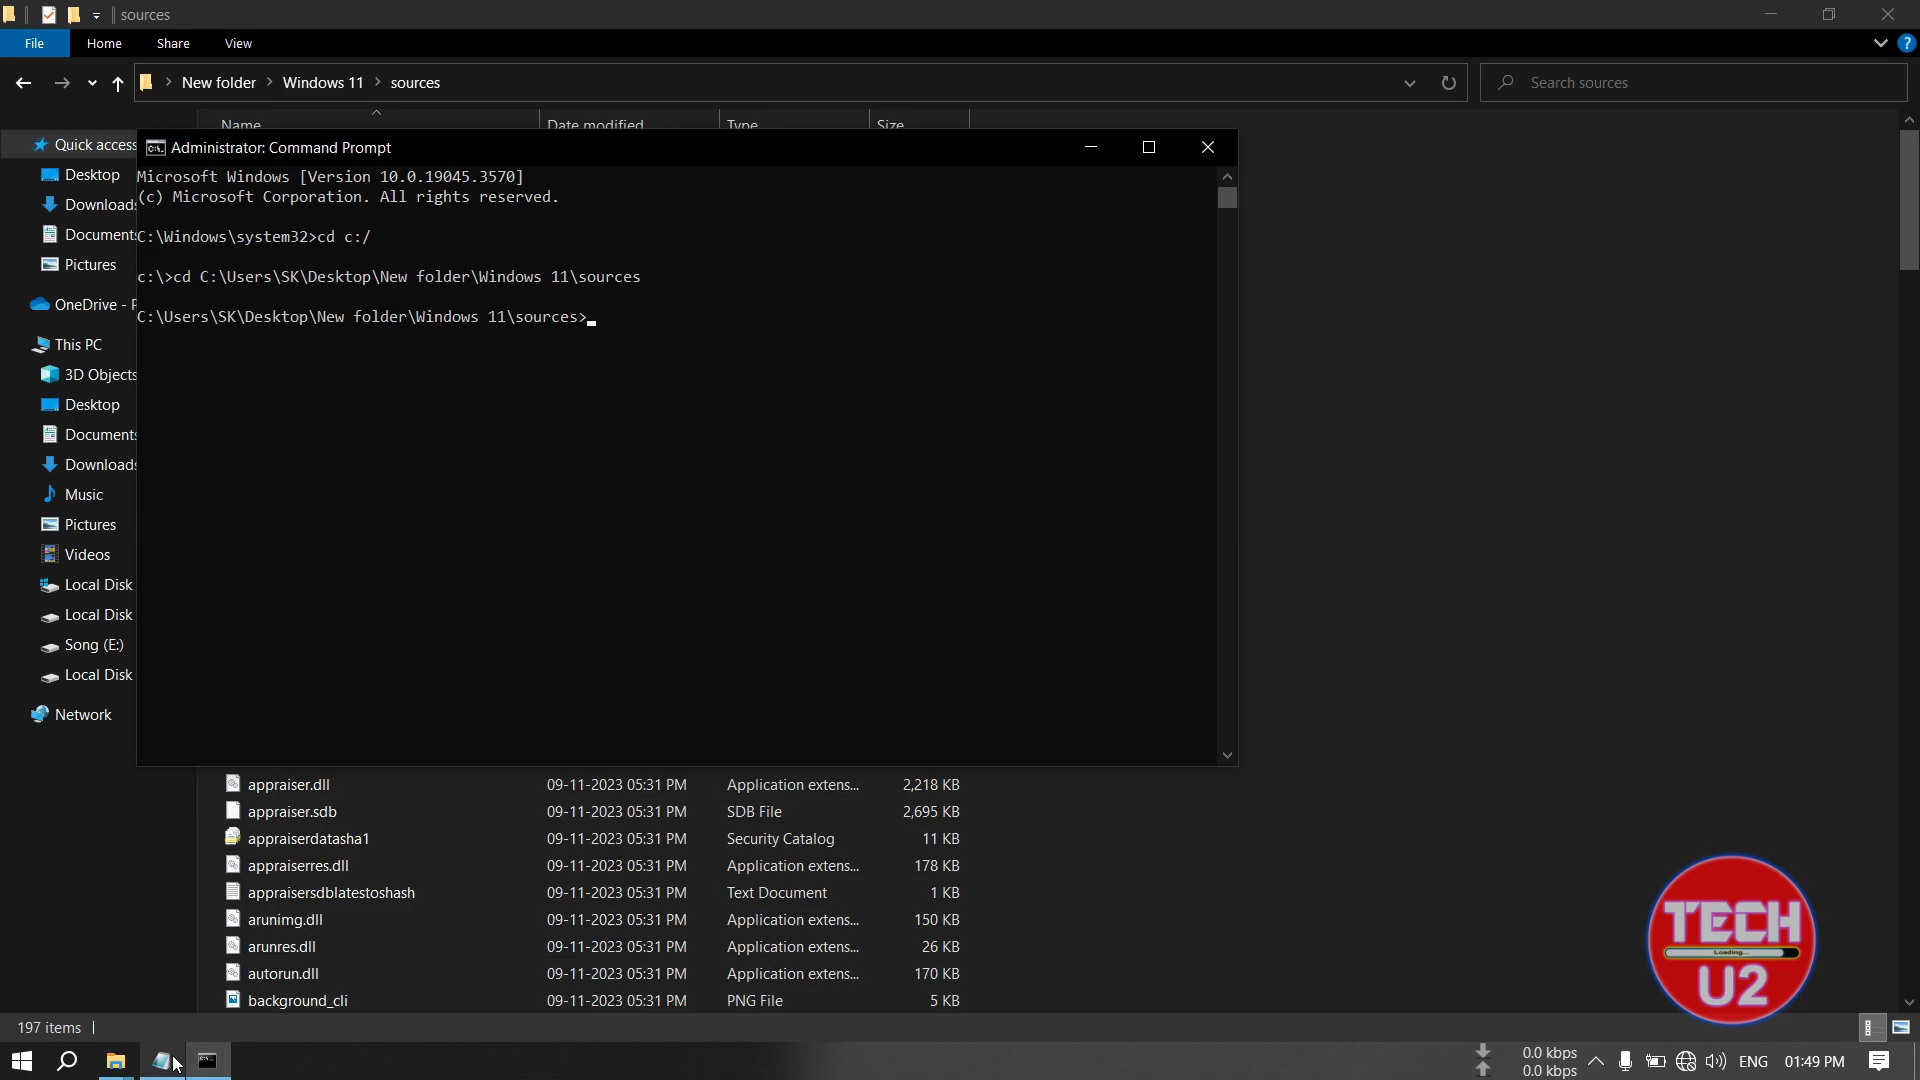 sources
File Home Share View
New folder > Windows 11 > sources
Search sources
Name Date modified Type Size
Quick access
Desktop
Downloads
Documents
Pictures
OneDrive - P
This PC
3D Objects
Desktop
Documents
Downloads
Music
Pictures
Videos
Local Disk
Local Disk
Song (E:)
Local Disk
Network
Administrator: Command Prompt
Microsoft Windows [Version 10.0.19045.3570]
(c) Microsoft Corporation. All rights reserved.
C:\Windows\system32>cd c:/
c:\>cd C:\Users\SK\Desktop\New folder\Windows 11\sources
C:\Users\SK\Desktop\New folder\Windows 11\sources>
appraiser.dll 09-11-2023 05:31 PM Application extens... 2,218 KB
appraiser.sdb 09-11-2023 05:31 PM SDB File 2,695 KB
appraiserdatasha1 09-11-2023 05:31 PM Security Catalog 11 KB
appraiserres.dll 09-11-2023 05:31 PM Application extens... 178 KB
appraisersdblatestoshash 09-11-2023 05:31 PM Text Document 1 KB
arunimg.dll 09-11-2023 05:31 PM Application extens... 150 KB
arunres.dll 09-11-2023 05:31 PM Application extens... 26 KB
autorun.dll 09-11-2023 05:31 PM Application extens... 170 KB
background_cli 09-11-2023 05:31 PM PNG File 5 KB
TECH
Loading...
U2
197 items
0.0 kbps
0.0 kbps
ENG 01:49 PM